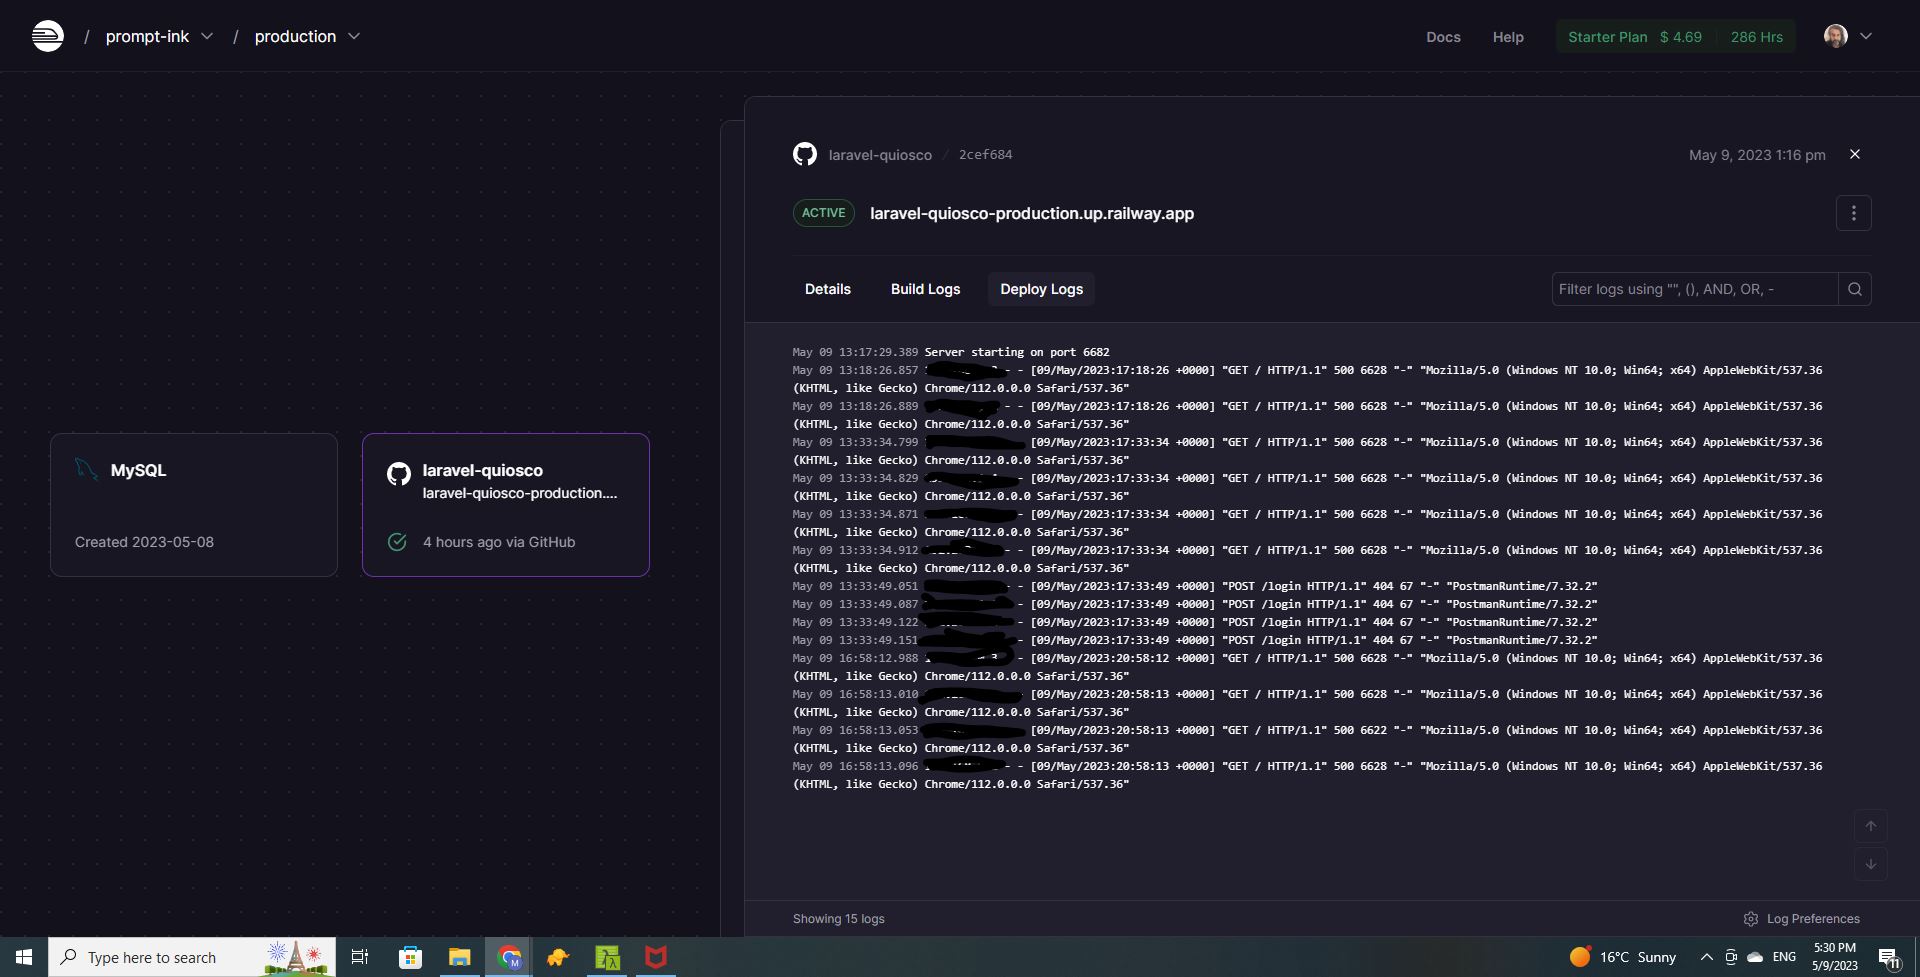 / prompt-ink / production
Docs Help Starter Plan $ 4.69 286 Hrs
laravel-quiosco / 2cef684 May 9, 2023 1:16 pm
ACTIVE laravel-quiosco-production.up.railway.app
Details Build Logs Deploy Logs Filter logs using "", (), AND, OR, -
MySQL
Created 2023-05-08
laravel-quiosco
laravel-quiosco-production....
4 hours ago via GitHub
May 09 13:17:29.389 Server starting on port 6682
May 09 13:18:26.857 - - [09/May/2023:17:18:26 +0000] "GET / HTTP/1.1" 500 6628 "-" "Mozilla/5.0 (Windows NT 10.0; Win64; x64) AppleWebKit/537.36
(KHTML, like Gecko) Chrome/112.0.0.0 Safari/537.36"
May 09 13:18:26.889 - - [09/May/2023:17:18:26 +0000] "GET / HTTP/1.1" 500 6628 "-" "Mozilla/5.0 (Windows NT 10.0; Win64; x64) AppleWebKit/537.36
(KHTML, like Gecko) Chrome/112.0.0.0 Safari/537.36"
May 09 13:33:34.799 [09/May/2023:17:33:34 +0000] "GET / HTTP/1.1" 500 6628 "-" "Mozilla/5.0 (Windows NT 10.0; Win64; x64) AppleWebKit/537.36
(KHTML, like Gecko) Chrome/112.0.0.0 Safari/537.36"
May 09 13:33:34.829 - [09/May/2023:17:33:34 +0000] "GET / HTTP/1.1" 500 6628 "-" "Mozilla/5.0 (Windows NT 10.0; Win64; x64) AppleWebKit/537.36
(KHTML, like Gecko) Chrome/112.0.0.0 Safari/537.36"
May 09 13:33:34.871 - [09/May/2023:17:33:34 +0000] "GET / HTTP/1.1" 500 6628 "-" "Mozilla/5.0 (Windows NT 10.0; Win64; x64) AppleWebKit/537.36
(KHTML, like Gecko) Chrome/112.0.0.0 Safari/537.36"
May 09 13:33:34.912 - - [09/May/2023:17:33:34 +0000] "GET / HTTP/1.1" 500 6628 "-" "Mozilla/5.0 (Windows NT 10.0; Win64; x64) AppleWebKit/537.36
(KHTML, like Gecko) Chrome/112.0.0.0 Safari/537.36"
May 09 13:33:49.051 - - [09/May/2023:17:33:49 +0000] "POST /login HTTP/1.1" 404 67 "-" "PostmanRuntime/7.32.2"
May 09 13:33:49.087 - [09/May/2023:17:33:49 +0000] "POST /login HTTP/1.1" 404 67 "-" "PostmanRuntime/7.32.2"
May 09 13:33:49.122 - [09/May/2023:17:33:49 +0000] "POST /login HTTP/1.1" 404 67 "-" "PostmanRuntime/7.32.2"
May 09 13:33:49.151 - [09/May/2023:17:33:49 +0000] "POST /login HTTP/1.1" 404 67 "-" "PostmanRuntime/7.32.2"
May 09 16:58:12.988 - [09/May/2023:20:58:12 +0000] "GET / HTTP/1.1" 500 6628 "-" "Mozilla/5.0 (Windows NT 10.0; Win64; x64) AppleWebKit/537.36
(KHTML, like Gecko) Chrome/112.0.0.0 Safari/537.36"
May 09 16:58:13.010 [09/May/2023:20:58:13 +0000] "GET / HTTP/1.1" 500 6628 "-" "Mozilla/5.0 (Windows NT 10.0; Win64; x64) AppleWebKit/537.36
(KHTML, like Gecko) Chrome/112.0.0.0 Safari/537.36"
May 09 16:58:13.053 [09/May/2023:20:58:13 +0000] "GET / HTTP/1.1" 500 6622 "-" "Mozilla/5.0 (Windows NT 10.0; Win64; x64) AppleWebKit/537.36
(KHTML, like Gecko) Chrome/112.0.0.0 Safari/537.36"
May 09 16:58:13.096 - - [09/May/2023:20:58:13 +0000] "GET / HTTP/1.1" 500 6628 "-" "Mozilla/5.0 (Windows NT 10.0; Win64; x64) AppleWebKit/537.36
(KHTML, like Gecko) Chrome/112.0.0.0 Safari/537.36"
Showing 15 logs Log Preferences
Type here to search
16°C Sunny ENG
5:30 PM
5/9/2023
11